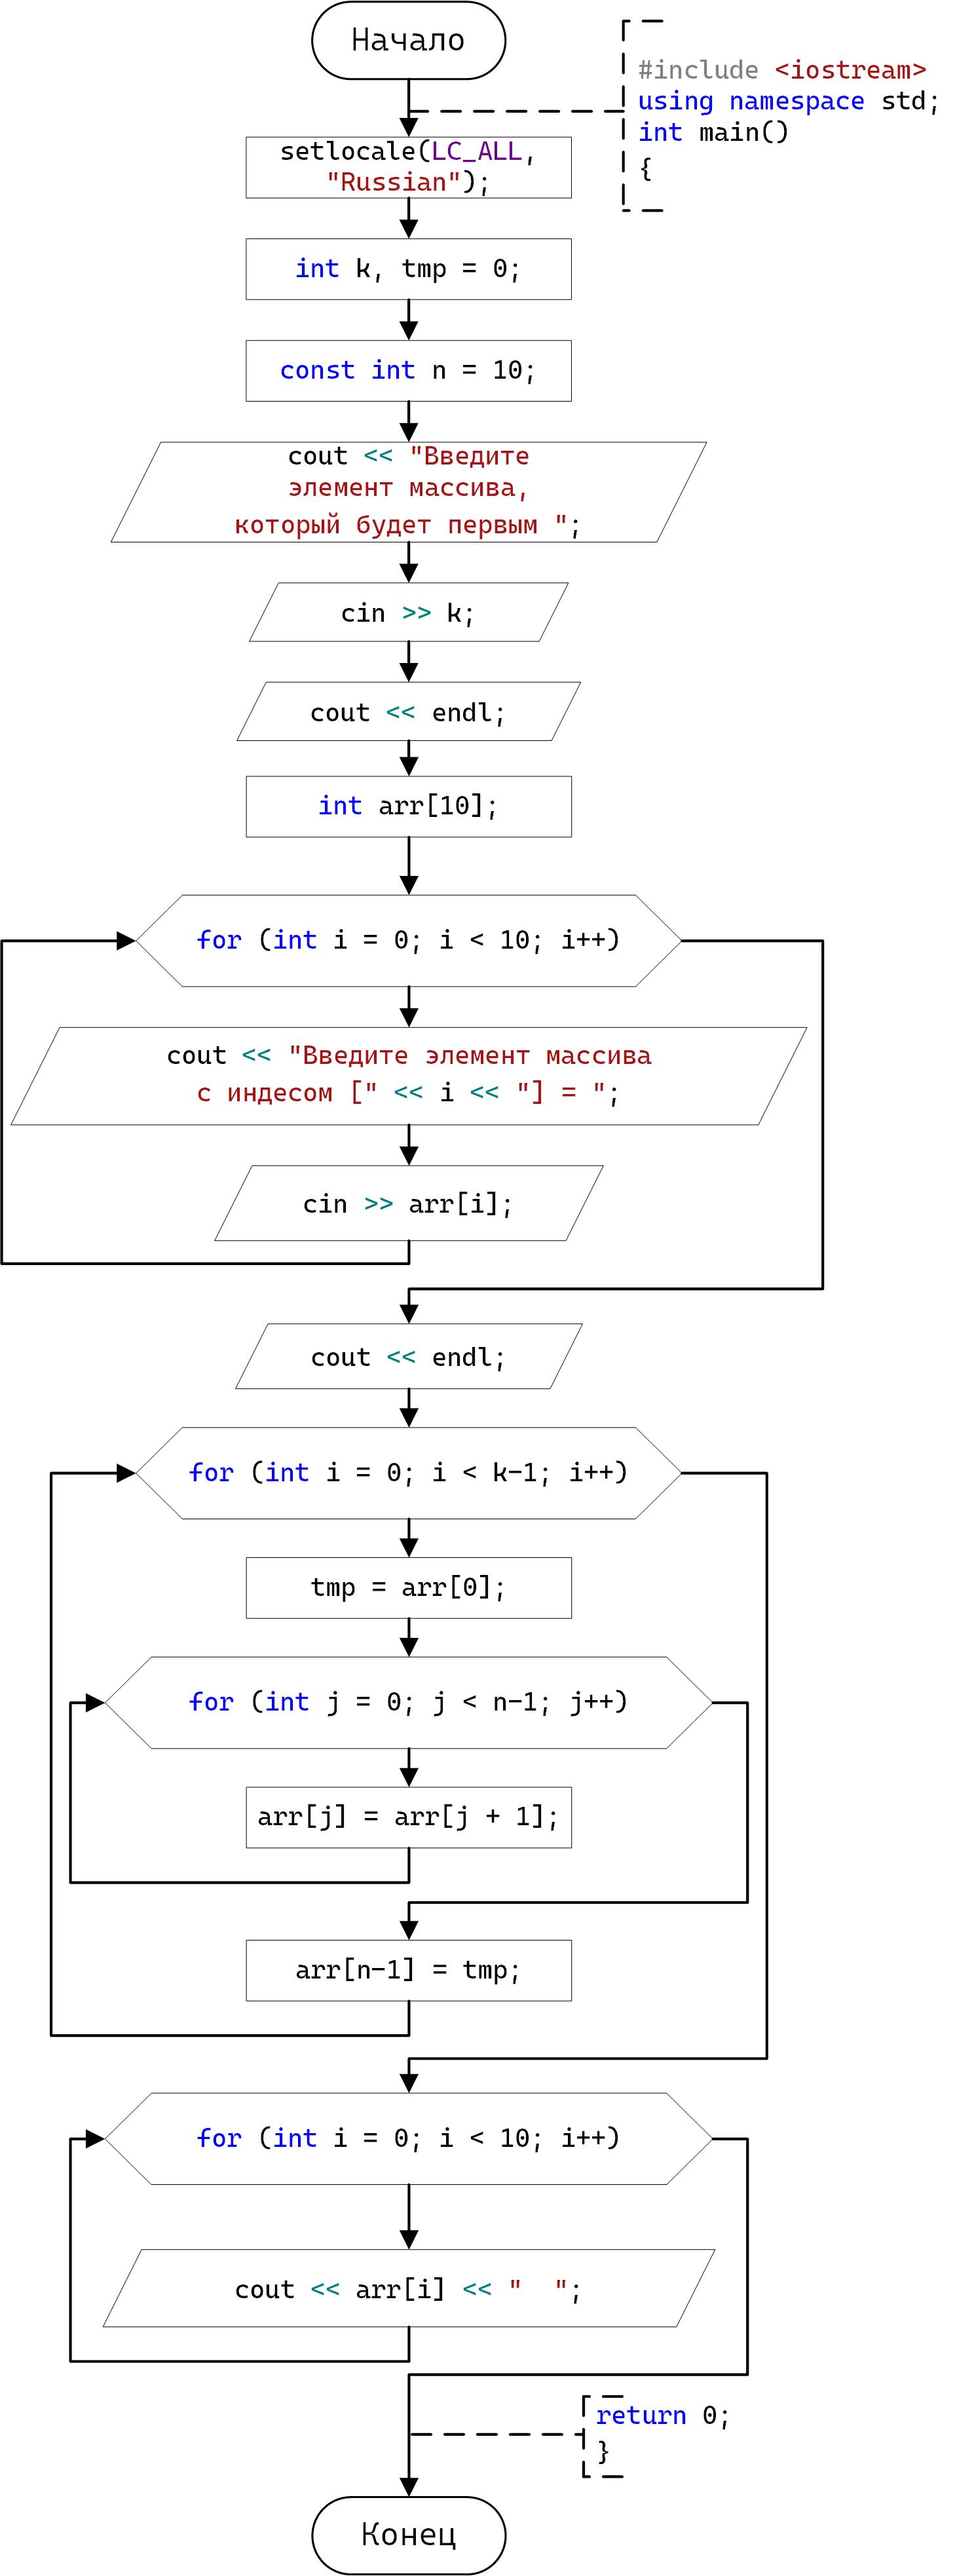 Начало
#include <iostream>
using namespace std;
int main()
{
setlocale(LC_ALL,
"Russian");
int k, tmp = 0;
const int n = 10;
cout << "Введите
элемент массива,
который будет первым ";
cin >> k;
cout << endl;
int arr[10];
for (int i = 0; i < 10; i++)
cout << "Введите элемент массива
с индесом [" << i << "] = ";
cin >> arr[i];
cout << endl;
for (int i = 0; i < k-1; i++)
tmp = arr[0];
for (int j = 0; j < n-1; j++)
arr[j] = arr[j + 1];
arr[n-1] = tmp;
for (int i = 0; i < 10; i++)
cout << arr[i] << "  ";
return 0;
}
Конец